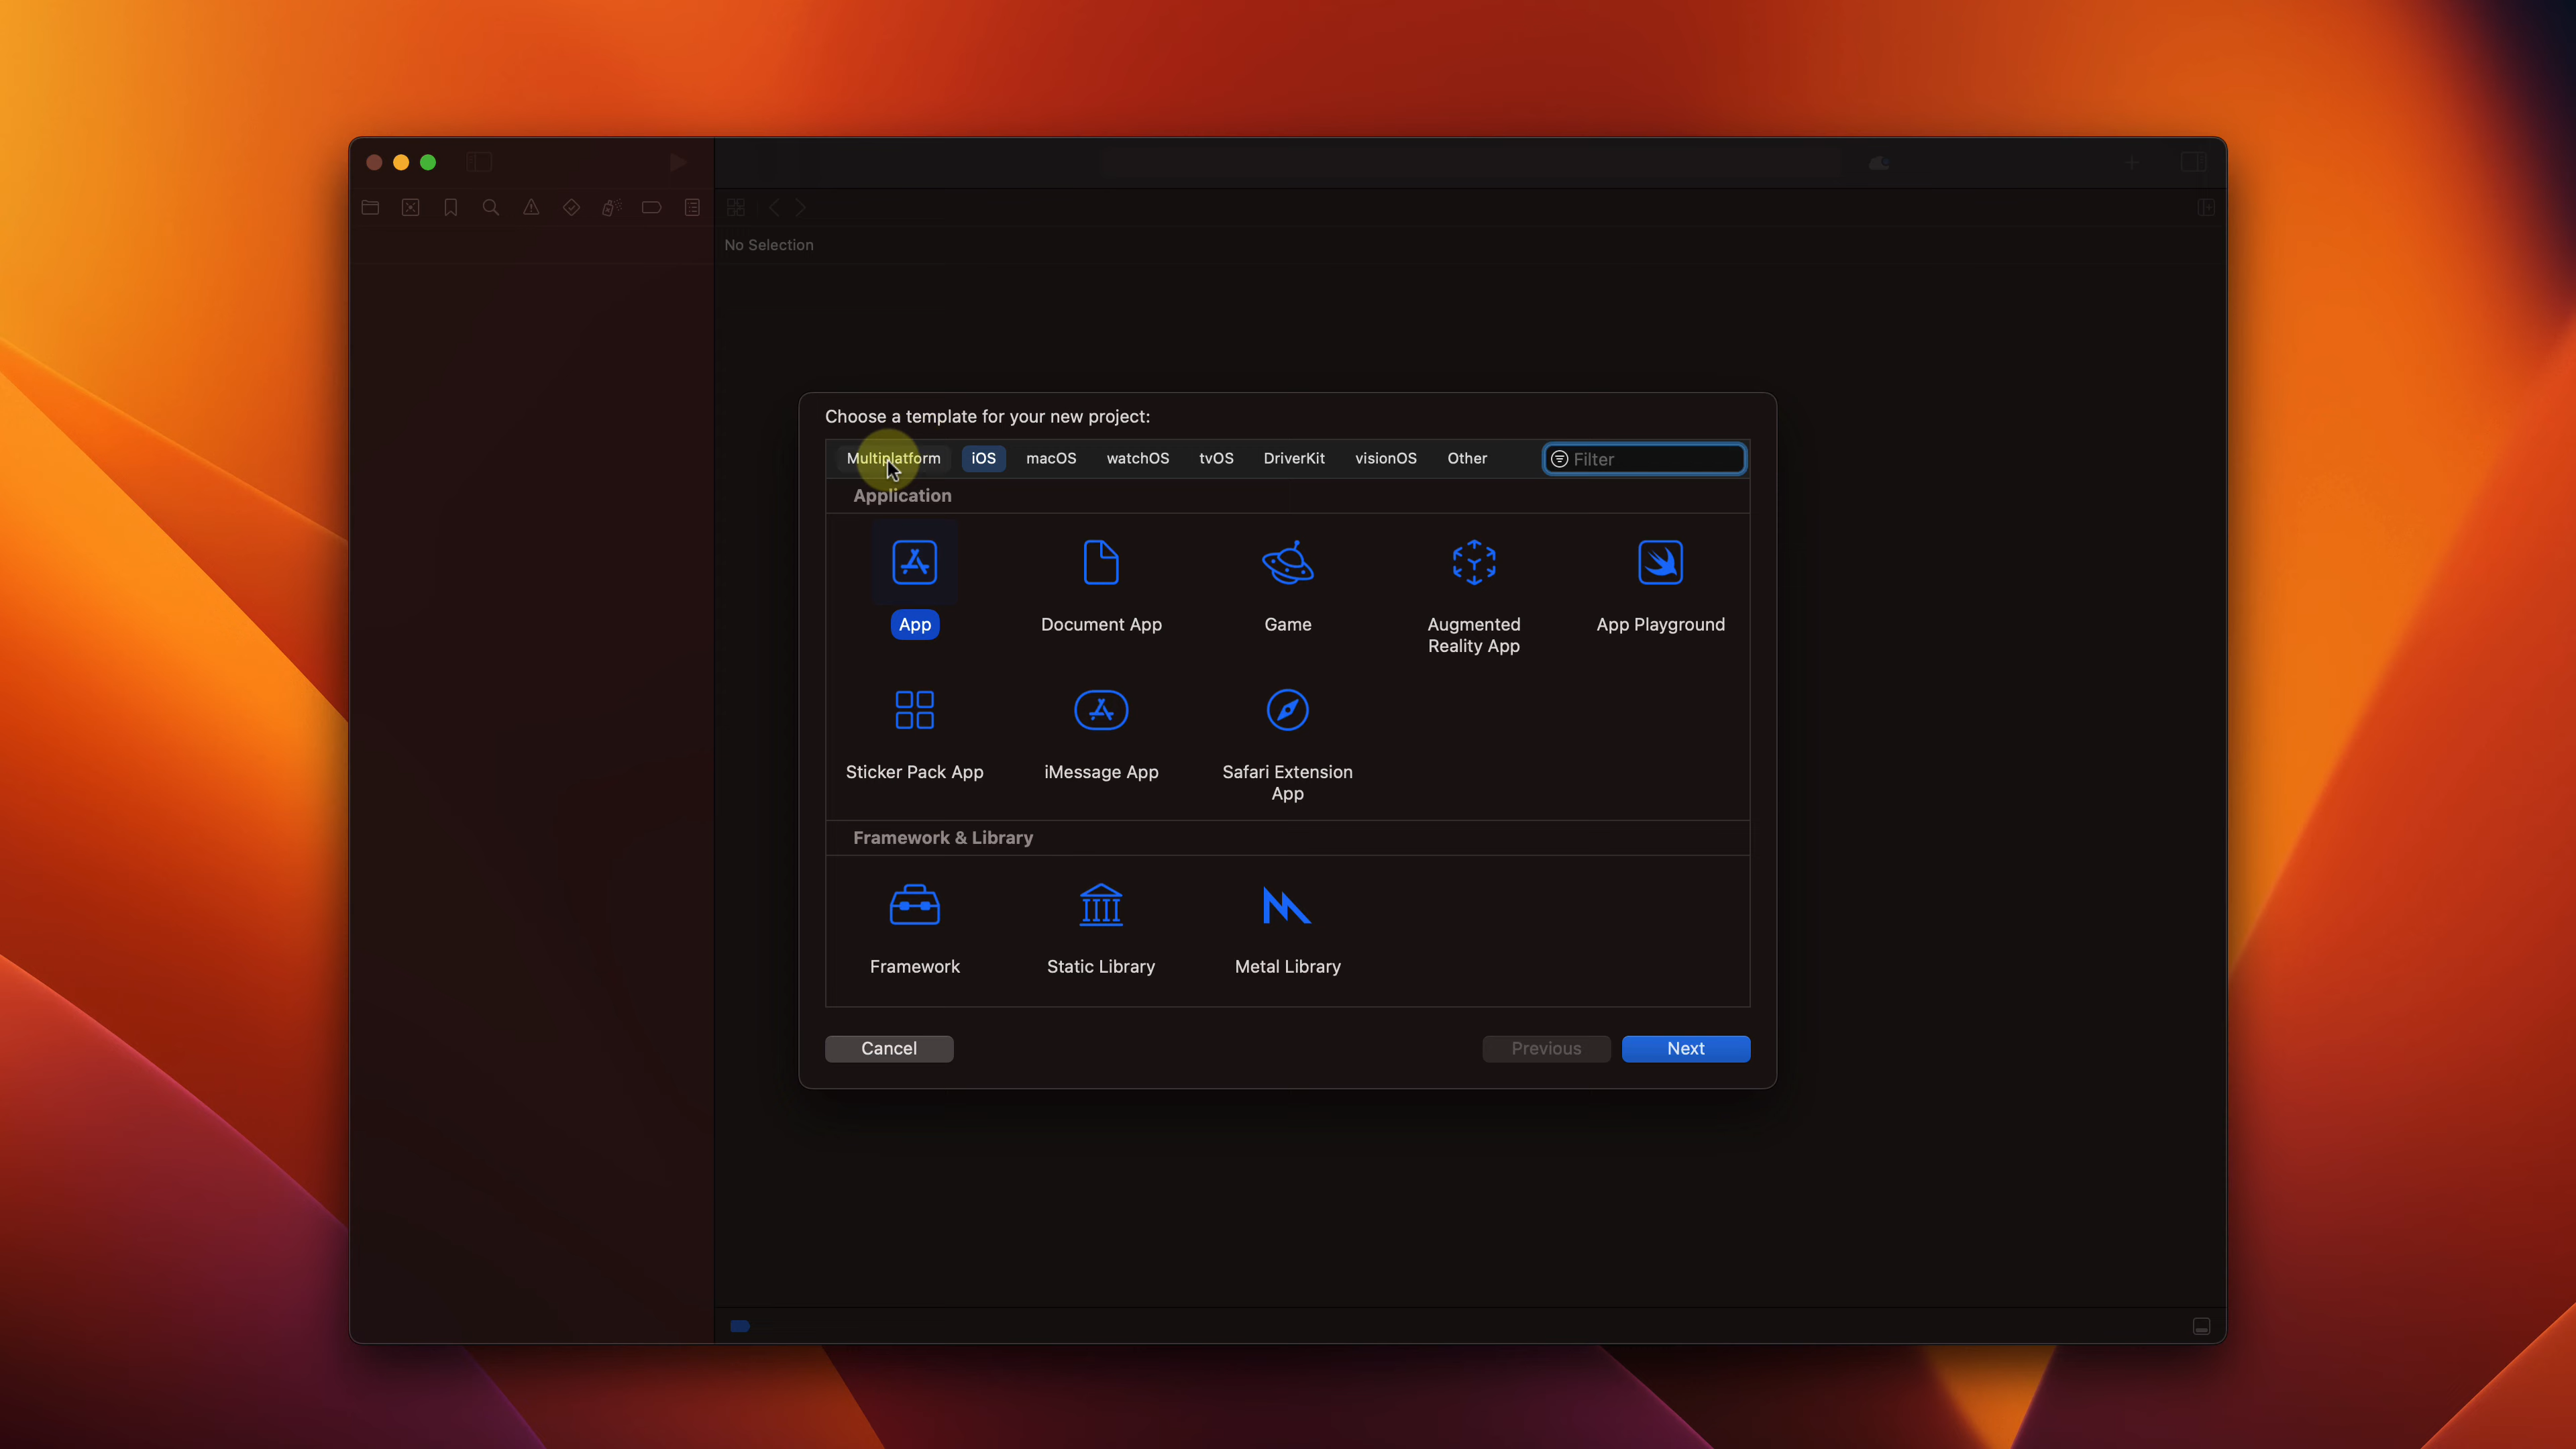 No Selection
Choose a template for your new project:
Multiplatform iOS macOS watchOS tvOS DriverKit visionOS Other Filter
Application
App Document App Game Augmented Reality App App Playground
Sticker Pack App iMessage App Safari Extension App
Framework & Library
Framework Static Library Metal Library
Cancel Previous Next